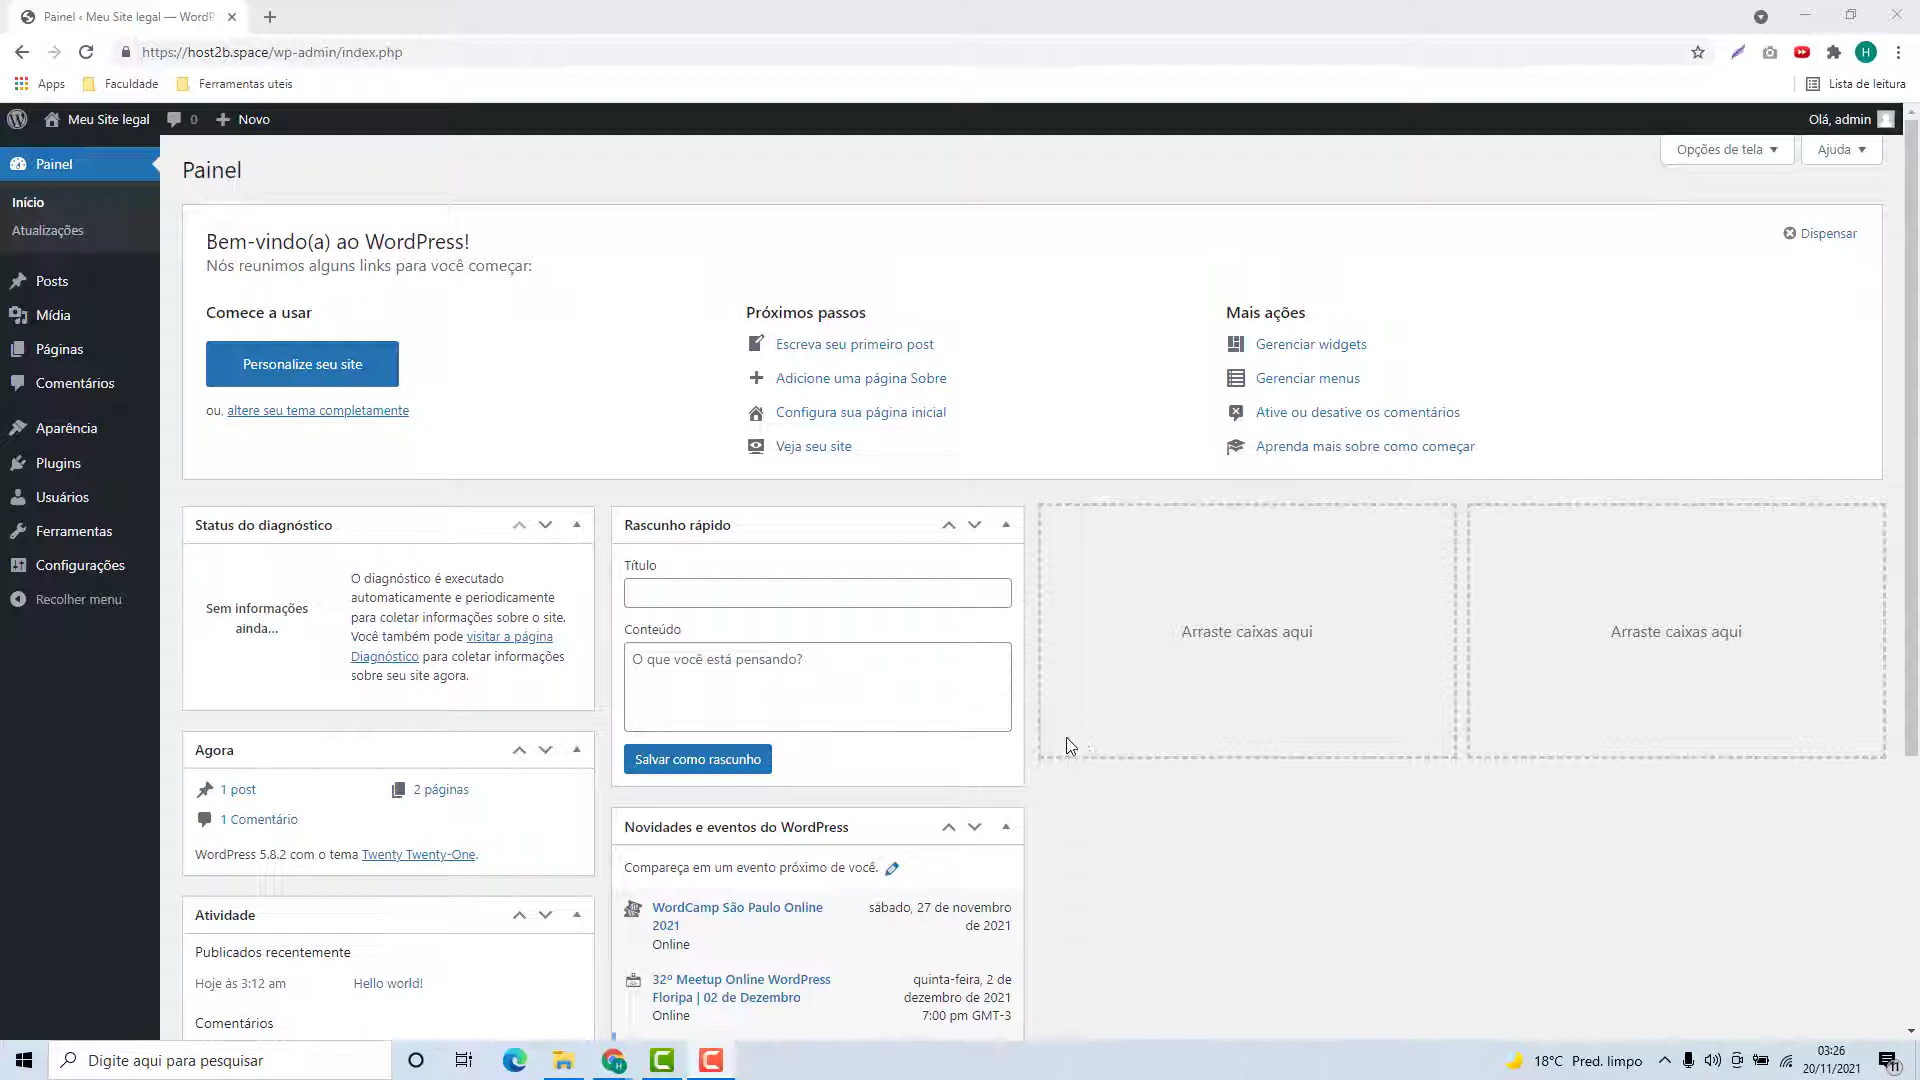 Painel ‹ Meu Site legal — WordP
https://host2b.space/wp-admin/index.php
H
Apps
Faculdade
Ferramentas uteis
Lista de leitura
Meu Site legal
0
Novo
Olá, admin
Painel
Início
Atualizações
Posts
Mídia
Páginas
Comentários
Aparência
Plugins
Usuários
Ferramentas
Configurações
Recolher menu
Painel
Opções de tela
Ajuda
Bem-vindo(a) ao WordPress!
Nós reunimos alguns links para você começar:
Dispensar
Comece a usar
Personalize seu site
ou, altere seu tema completamente
Próximos passos
Escreva seu primeiro post
Adicione uma página Sobre
Configura sua página inicial
Veja seu site
Mais ações
Gerenciar widgets
Gerenciar menus
Ative ou desative os comentários
Aprenda mais sobre como começar
Status do diagnóstico
Sem informações
ainda...
O diagnóstico é executado
automaticamente e periodicamente
para coletar informações sobre o site.
Você também pode visitar a página
Diagnóstico para coletar informações
sobre seu site agora.
Agora
1 post
2 páginas
1 Comentário
WordPress 5.8.2 com o tema Twenty Twenty-One.
Atividade
Publicados recentemente
Hoje às 3:12 am
Hello world!
Comentários
Rascunho rápido
Título
Conteúdo
O que você está pensando?
Salvar como rascunho
Novidades e eventos do WordPress
Compareça em um evento próximo de você.
WordCamp São Paulo Online
2021
Online
sábado, 27 de novembro
de 2021
32º Meetup Online WordPress
Floripa | 02 de Dezembro
Online
quinta-feira, 2 de
dezembro de 2021
7:00 pm GMT-3
Arraste caixas aqui
Arraste caixas aqui
Digite aqui para pesquisar
18°C Pred. limpo
03:26
20/11/2021
11